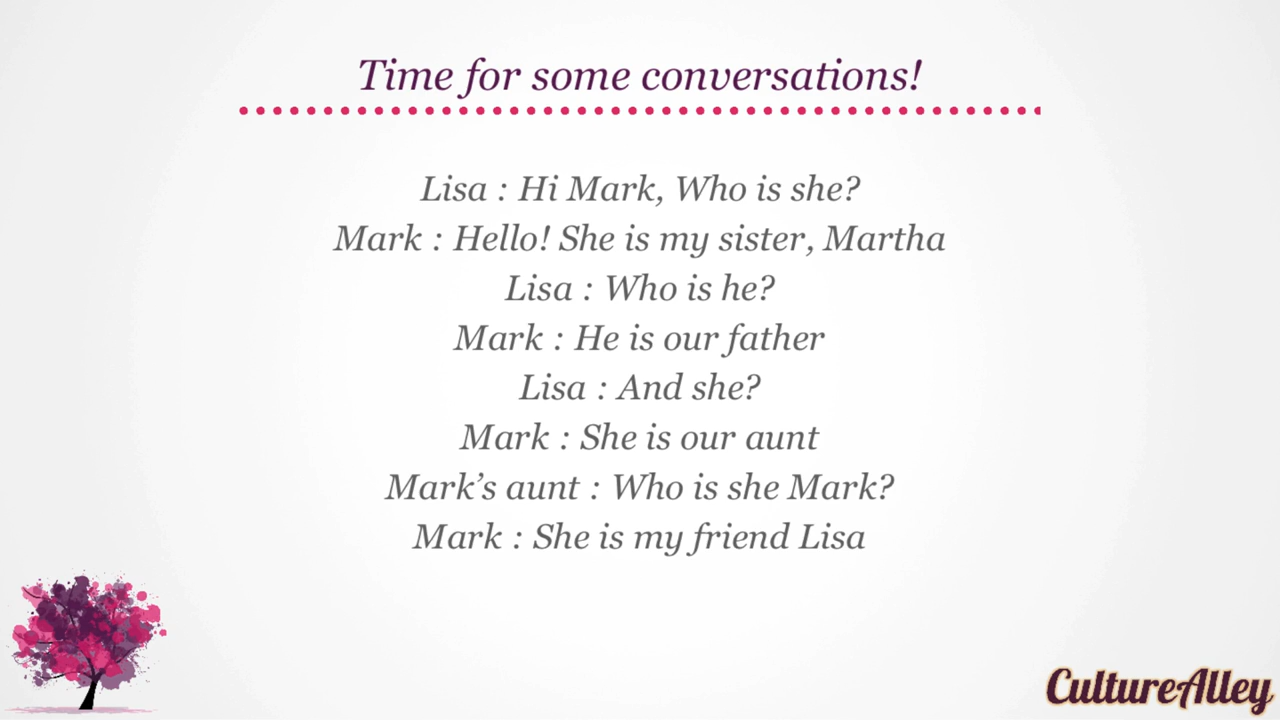 Time for some conversations!
Lisa : Hi Mark, Who is she?
Mark : Hello! She is my sister, Martha
Lisa : Who is he?
Mark : He is our father
Lisa : And she?
Mark : She is our aunt
Mark’s aunt : Who is she Mark?
Mark : She is my friend Lisa
CultureAlley